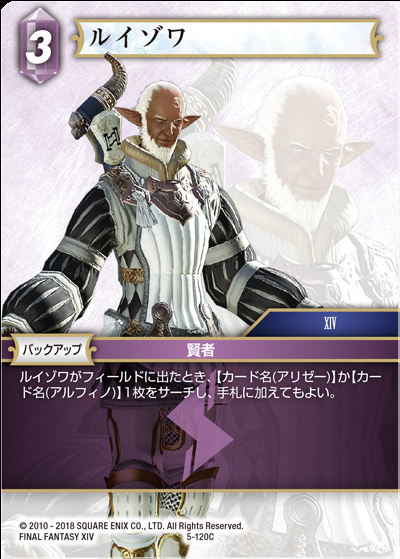 3
ルイゾワ
XIV
バックアップ
賢者
ルイゾワがフィールドに出たとき、【カード名(アリゼー)】か【カー
ド名(アルフィノ)】1枚をサーチし、手札に加えてもよい。
© 2010 - 2018 SQUARE ENIX CO., LTD. All Rights Reserved.
FINAL FANTASY XIV 5-120C